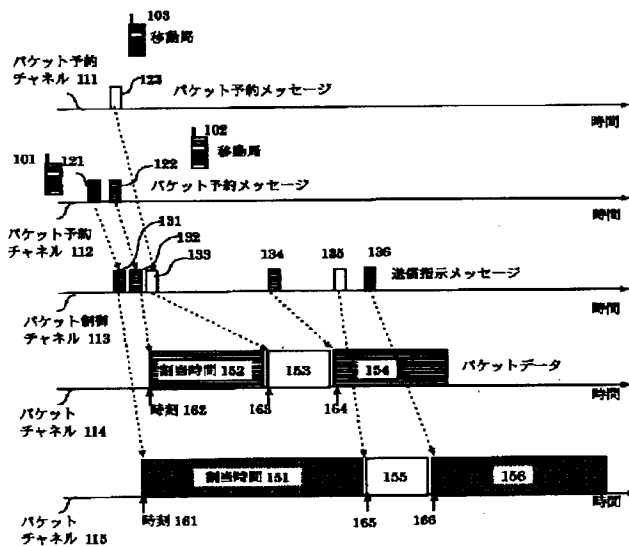 103
移動局
パケット予約
チャネル 111
123
パケット予約メッセージ
時間
102
移動局
101
121
122
パケット予約メッセージ
時間
パケット予約
チャネル 112
131
132
133
134
135
136
送信指示メッセージ
時間
パケット制御
チャネル 113
割当時間 152
153
154
パケットデータ
時間
時刻 162
163
164
パケット
チャネル 114
割当時間 151
155
156
時間
時刻 161
165
166
パケット
チャネル 115